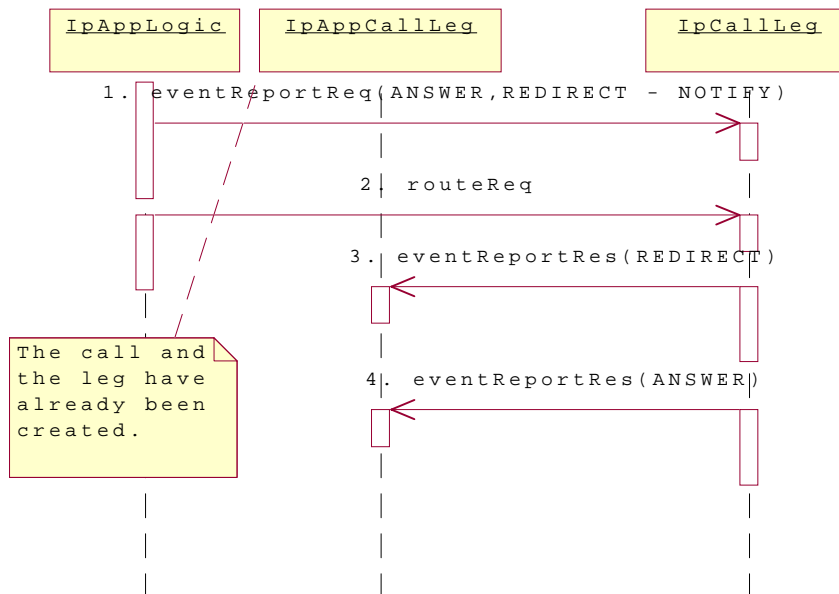 IpAppLogic
IpAppCallLeg
IpCallLeg
1. eventReportReq(ANSWER,REDIRECT - NOTIFY)
2. routeReq
3. eventReportRes(REDIRECT)
The call and
the leg have
already been
created.
4. eventReportRes(ANSWER)